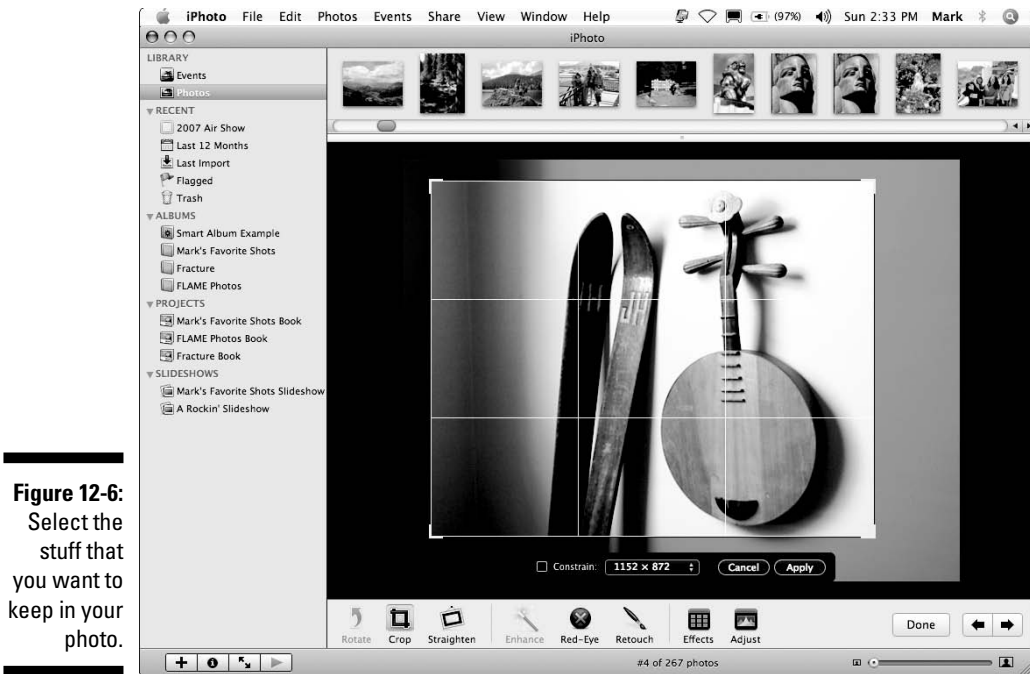 iPhoto File Edit Photos Events Share View Window Help (97%) Sun 2:33 PM Mark
iPhoto
LIBRARY
Events
Photos
RECENT
2007 Air Show
Last 12 Months
Last Import
Flagged
Trash
ALBUMS
Smart Album Example
Mark's Favorite Shots
Fracture
FLAME Photos
PROJECTS
Mark's Favorite Shots Book
FLAME Photos Book
Fracture Book
SLIDESHOWS
Mark's Favorite Shots Slideshow
A Rockin' Slideshow
Constrain: 1152 × 872 Cancel Apply
Rotate Crop Straighten Enhance Red-Eye Retouch Effects Adjust Done
#4 of 267 photos
Figure 12-6:
Select the
stuff that
you want to
keep in your
photo.